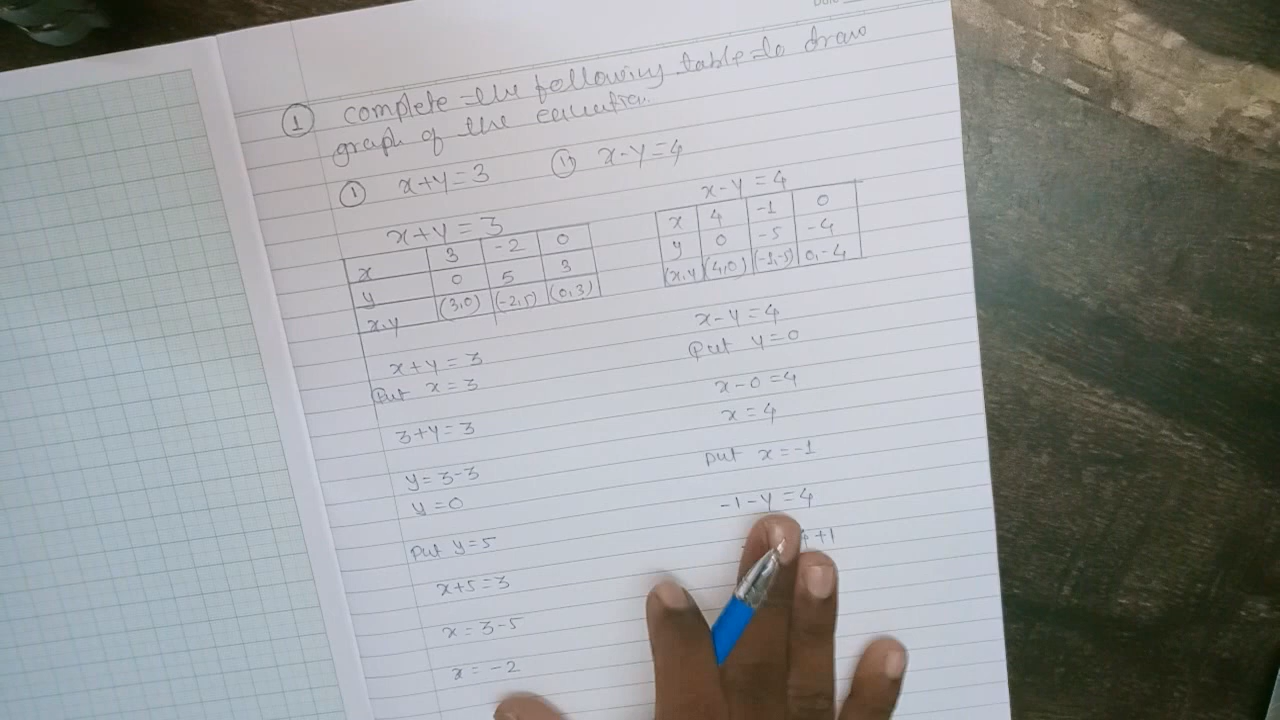 ① complete the following table to draw
graph of the equation.
① x+y=3 ⑪ x-y=4
x+y=3
x 3 -2 0
y 0 5 3
x,y (3,0) (-2,5) (0,3)
x+y=3
Put x=3
3+y=3
y=3-3
y=0
Put y=5
x+5=3
x=3-5
x=-2
x-y=4
x 4 -1 0
y 0 -5 -4
(x,y) (4,0) (-1,-5) 0,-4
x-y=4
Put y=0
x-0=4
x=4
put x=-1
-1-y=4
+1